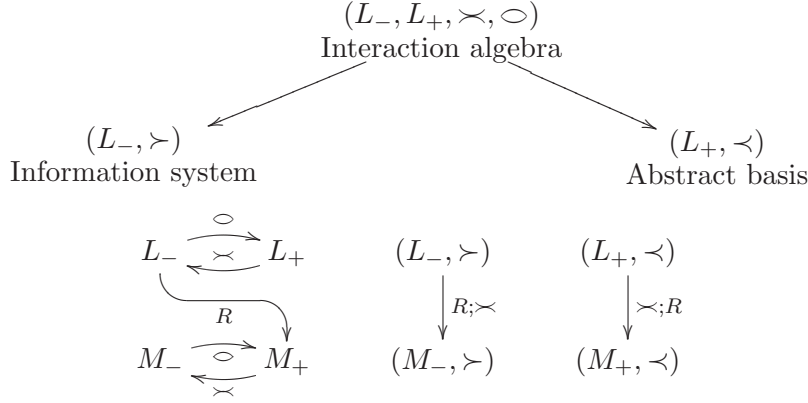 (L₋, L₊, ≍, ⌔)
Interaction algebra
(L₋, ≻)
Information system
(L₊, ≺)
Abstract basis
⌔
L₋ L₊ (L₋, ≻) (L₊, ≺)
≍
R R;≍ ≍;R
M₋ ⌔ M₊ (M₋, ≻) (M₊, ≺)
≍